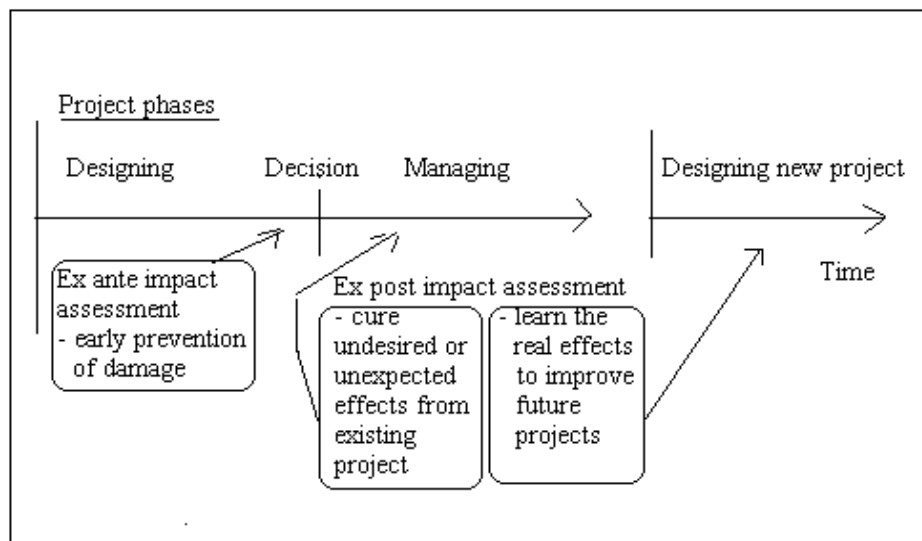 Project phases
Designing
Decision
Managing
Designing new project
Time
Ex ante impact
assessment
- early prevention
of damage
Ex post impact assessment
- cure
undesired or
unexpected
effects from
existing
project
- learn the
real effects
to improve
future
projects